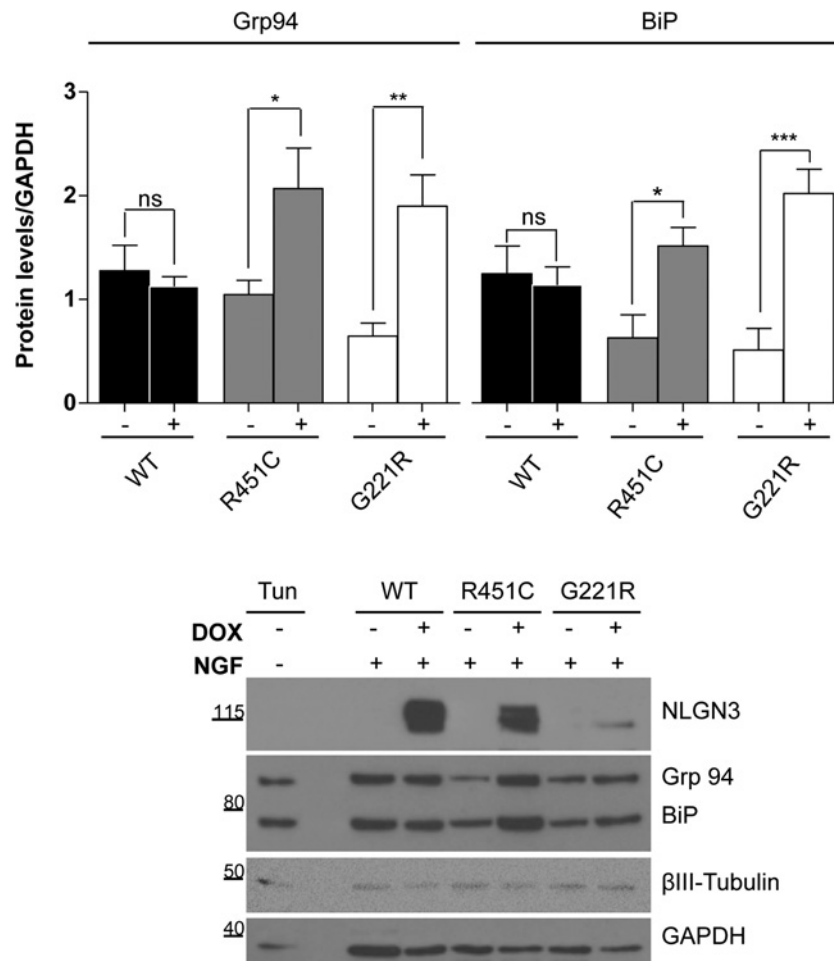 Grp94 BiP
Protein levels/GAPDH
3
2
1
0
ns * ** ns * ***
- + - + - + - + - + - +
WT R451C G221R WT R451C G221R
Tun WT R451C G221R
DOX - - + - + - +
NGF - + + + + + +
115 NLGN3
Grp 94
80 BiP
50 βIII-Tubulin
40 GAPDH